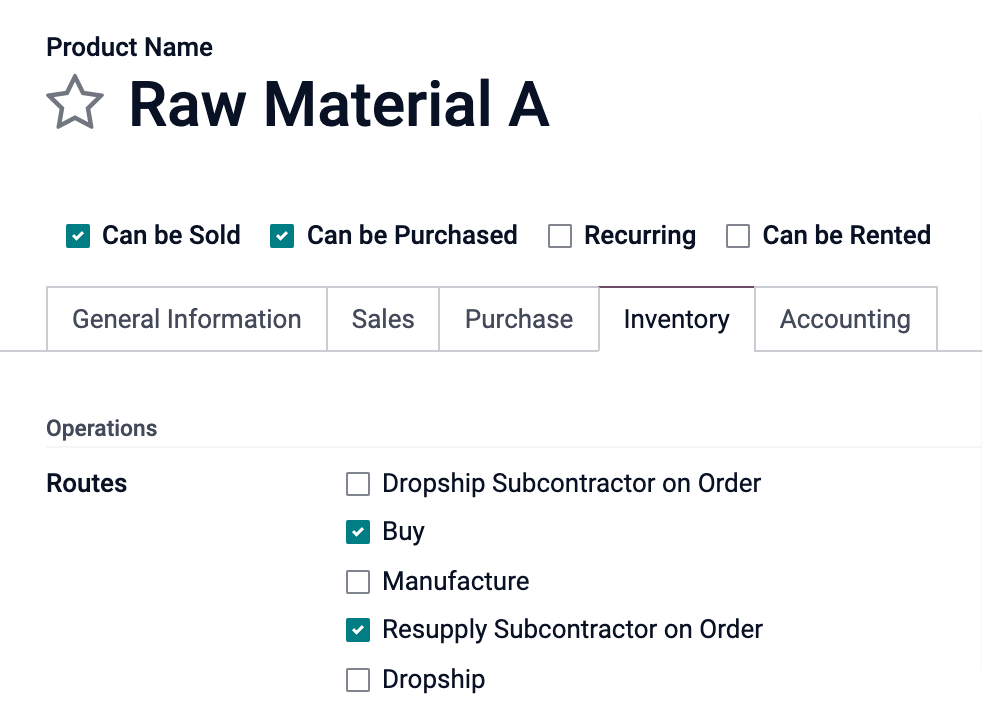 Product Name
Raw Material A
Can be Sold Can be Purchased Recurring Can be Rented
General Information Sales Purchase Inventory Accounting
Operations
Routes Dropship Subcontractor on Order
Buy
Manufacture
Resupply Subcontractor on Order
Dropship